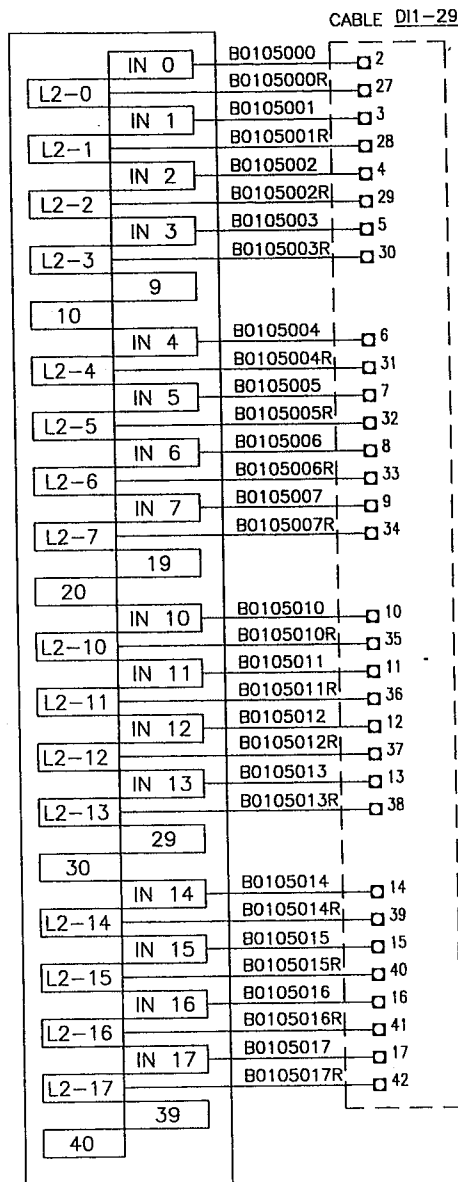 CABLE DI1-29
IN 0 B0105000 2
L2-0 B0105000R 27
IN 1 B0105001 3
L2-1 B0105001R 28
IN 2 B0105002 4
L2-2 B0105002R 29
IN 3 B0105003 5
L2-3 B0105003R 30
9
10
IN 4 B0105004 6
L2-4 B0105004R 31
IN 5 B0105005 7
L2-5 B0105005R 32
IN 6 B0105006 8
L2-6 B0105006R 33
IN 7 B0105007 9
L2-7 B0105007R 34
19
20
IN 10 B0105010 10
L2-10 B0105010R 35
IN 11 B0105011 11
L2-11 B0105011R 36
IN 12 B0105012 12
L2-12 B0105012R 37
IN 13 B0105013 13
L2-13 B0105013R 38
29
30
IN 14 B0105014 14
L2-14 B0105014R 39
IN 15 B0105015 15
L2-15 B0105015R 40
IN 16 B0105016 16
L2-16 B0105016R 41
IN 17 B0105017 17
L2-17 B0105017R 42
39
40